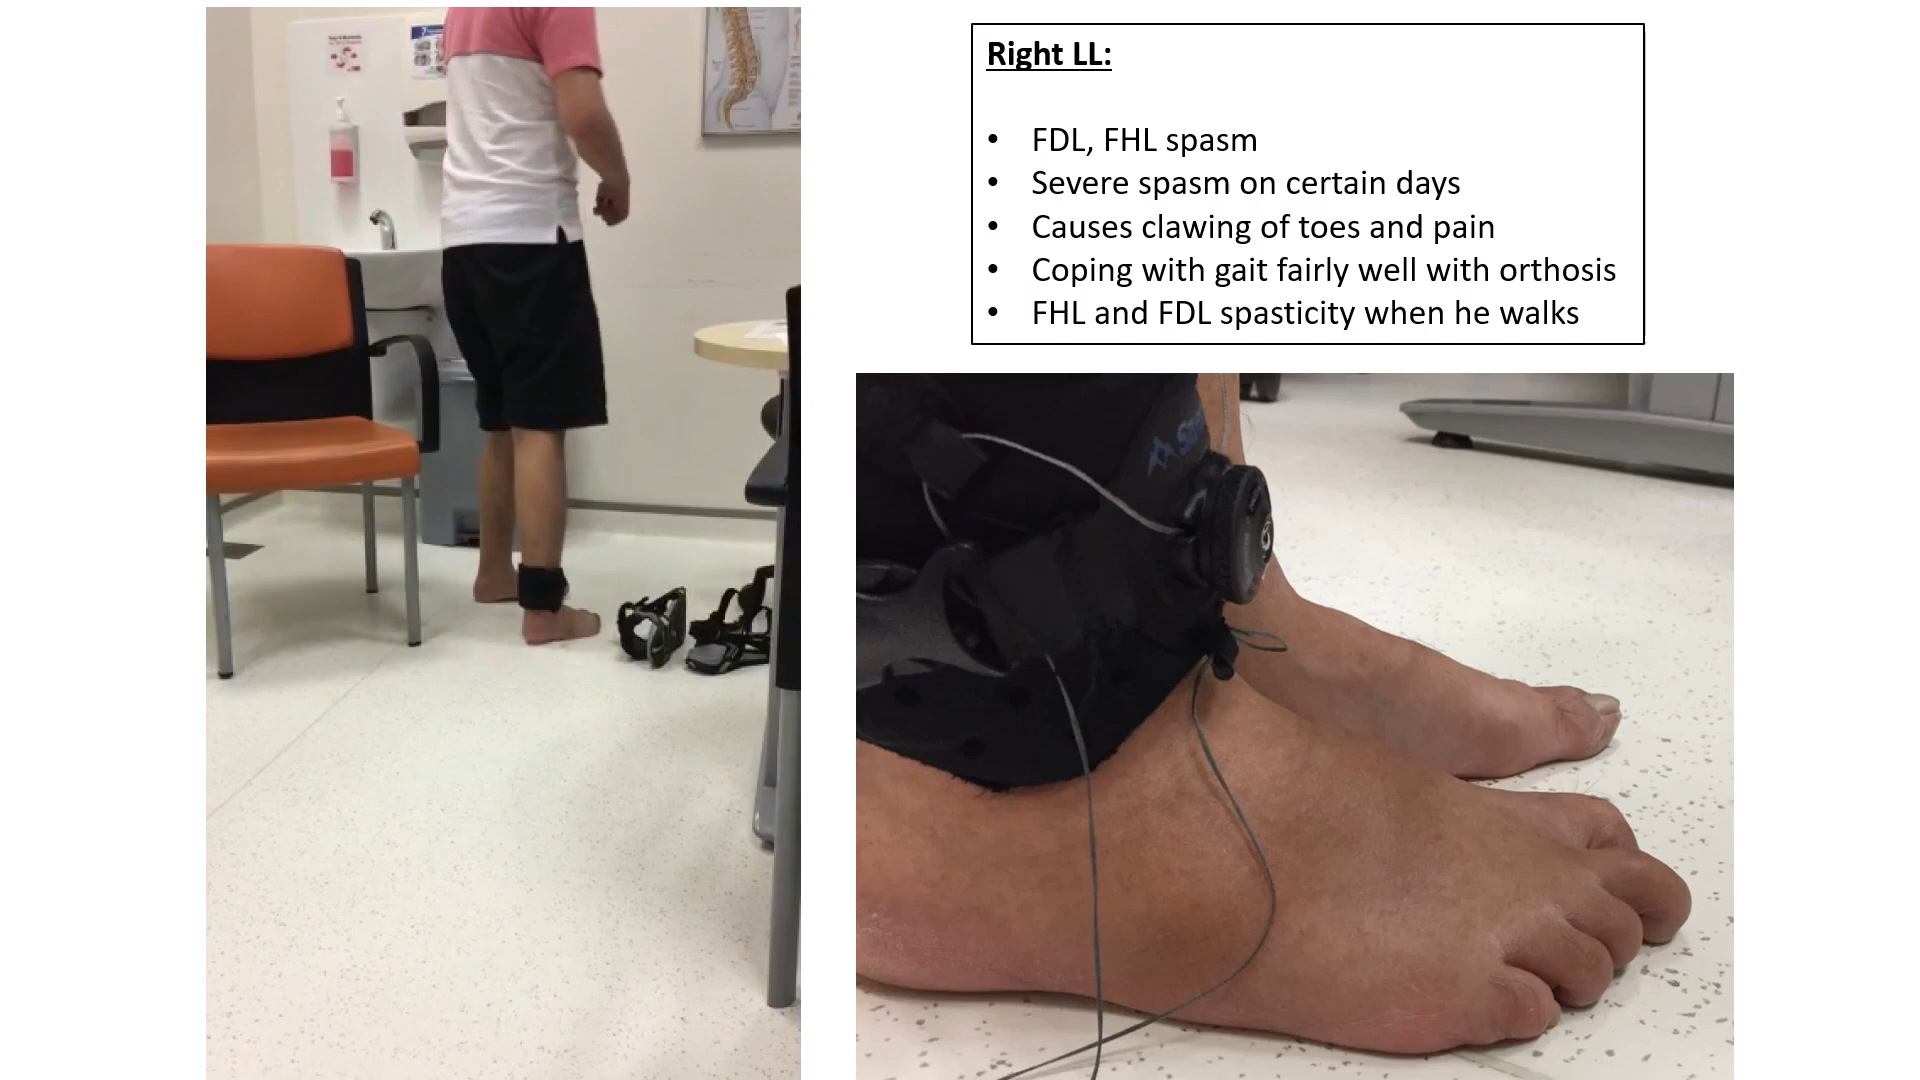 Right LL:
• FDL, FHL spasm
• Severe spasm on certain days
• Causes clawing of toes and pain
• Coping with gait fairly well with orthosis
• FHL and FDL spasticity when he walks